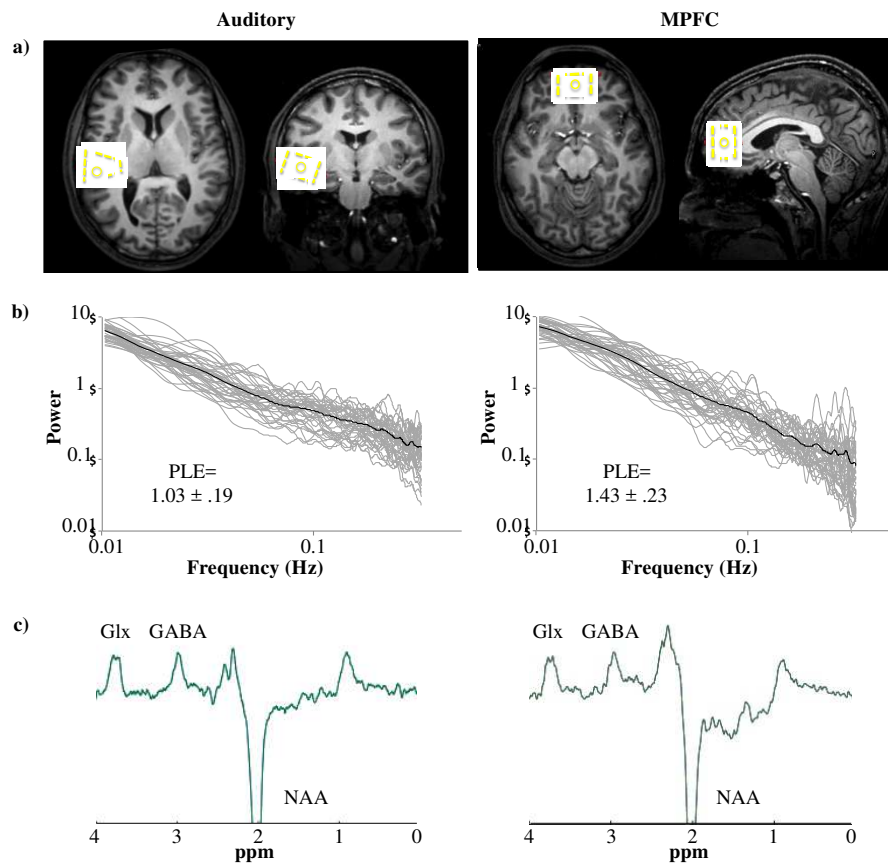 Auditory
MPFC
a)
b)
10$
1$
0.1$
0.01$
Power
PLE=
1.03 ± .19
0.01
0.1
Frequency (Hz)
10$
1$
0.1$
0.01$
Power
PLE=
1.43 ± .23
0.01
0.1
Frequency (Hz)
c)
Glx GABA
NAA
4 3 2 1 0
ppm
Glx GABA
NAA
4 3 2 1 0
ppm